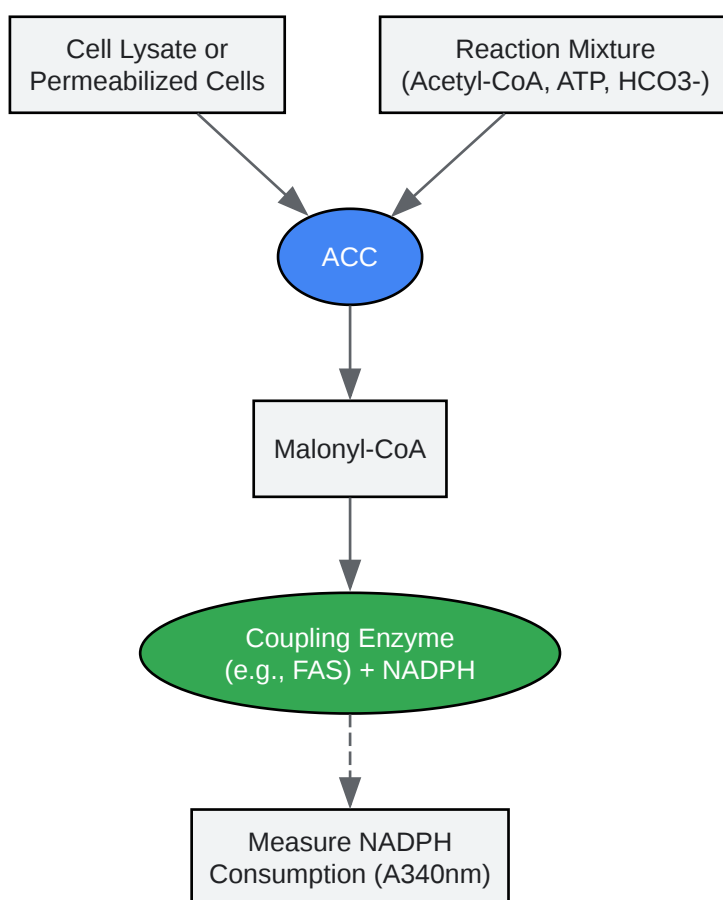 Cell Lysate or
Permeabilized Cells
Reaction Mixture
(Acetyl-CoA, ATP, HCO3-)
ACC
Malonyl-CoA
Coupling Enzyme
(e.g., FAS) + NADPH
Measure NADPH
Consumption (A340nm)